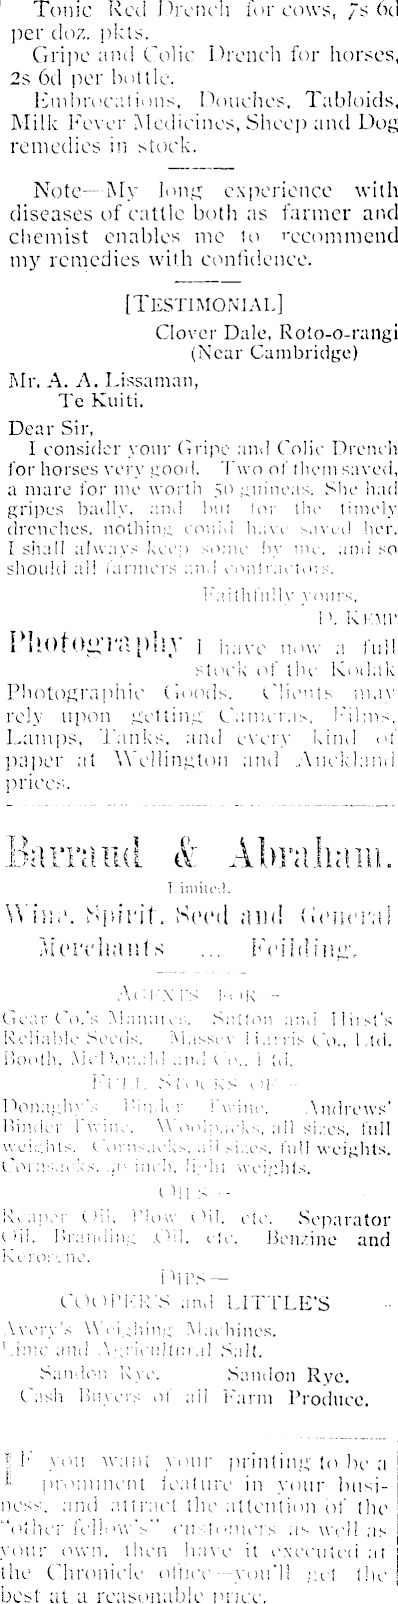 Tonic Red Drench for cows, 7s 6d
per doz. pkts.
Gripe and Colic Drench for horses,
2s 6d per bottle.
Embrocations, Douches, Tabloids,
Milk Fever Medicines, Sheep and Dog
remedies in stock.
Note—My long experience with
diseases of cattle both as farmer and
chemist enables me to recommend
my remedies with confidence.
[TESTIMONIAL]
Clover Dale, Roto-o-rangi
(Near Cambridge)
Mr. A. A. Lissaman,
Te Kuiti.
Dear Sir,
I consider your Gripe and Colic Drench
for horses very good. Two of them saved,
a mare for me worth 50 guineas. She had
gripes badly, and but for the timely
drenches, nothing could have saved her.
I shall always keep some by me, and so
should all farmers and contractors.
Faithfully yours,
D. KEMP
Photography I have now a full
stock of the Kodak
Photographic Goods. Clients may
rely upon getting Cameras, Films,
Lamps, Tanks, and every kind of
paper at Wellington and Auckland
prices.
Barraud & Abraham,
Limited.
Wine, Spirit, Seed and General
Merchants ... Feilding.
AGENTS FOR –
Gear Co.'s Manures. Sutton and Hirst's
Reliable Seeds. Massey Harris Co., Ltd.
Booth, McDonald and Co., Ltd.
FULL STOCKS OF –
Donaghy's Binder Twine. Andrews'
Binder Twine. Woolpacks, all sizes, full
weights. Cornsacks, all sizes, full weights.
Cornsacks, 40 inch, light weights.
OILS –
Reaper Oil, Plow Oil, etc. Separator
Oil, Branding Oil, etc. Benzine and
Kerosene.
DIPS—
COOPER'S and LITTLE'S
Avery's Weighing Machines.
Lime and Agricultural Salt.
Sandon Rye. Sandon Rye.
Cash Buyers of all Farm Produce.
IF you want your printing to be a
prominent feature in your busi-
ness, and attract the attention of the
"other fellow's" customers as well as
your own, then have it executed at
the Chronicle office—you'll get the
best at a reasonable price.